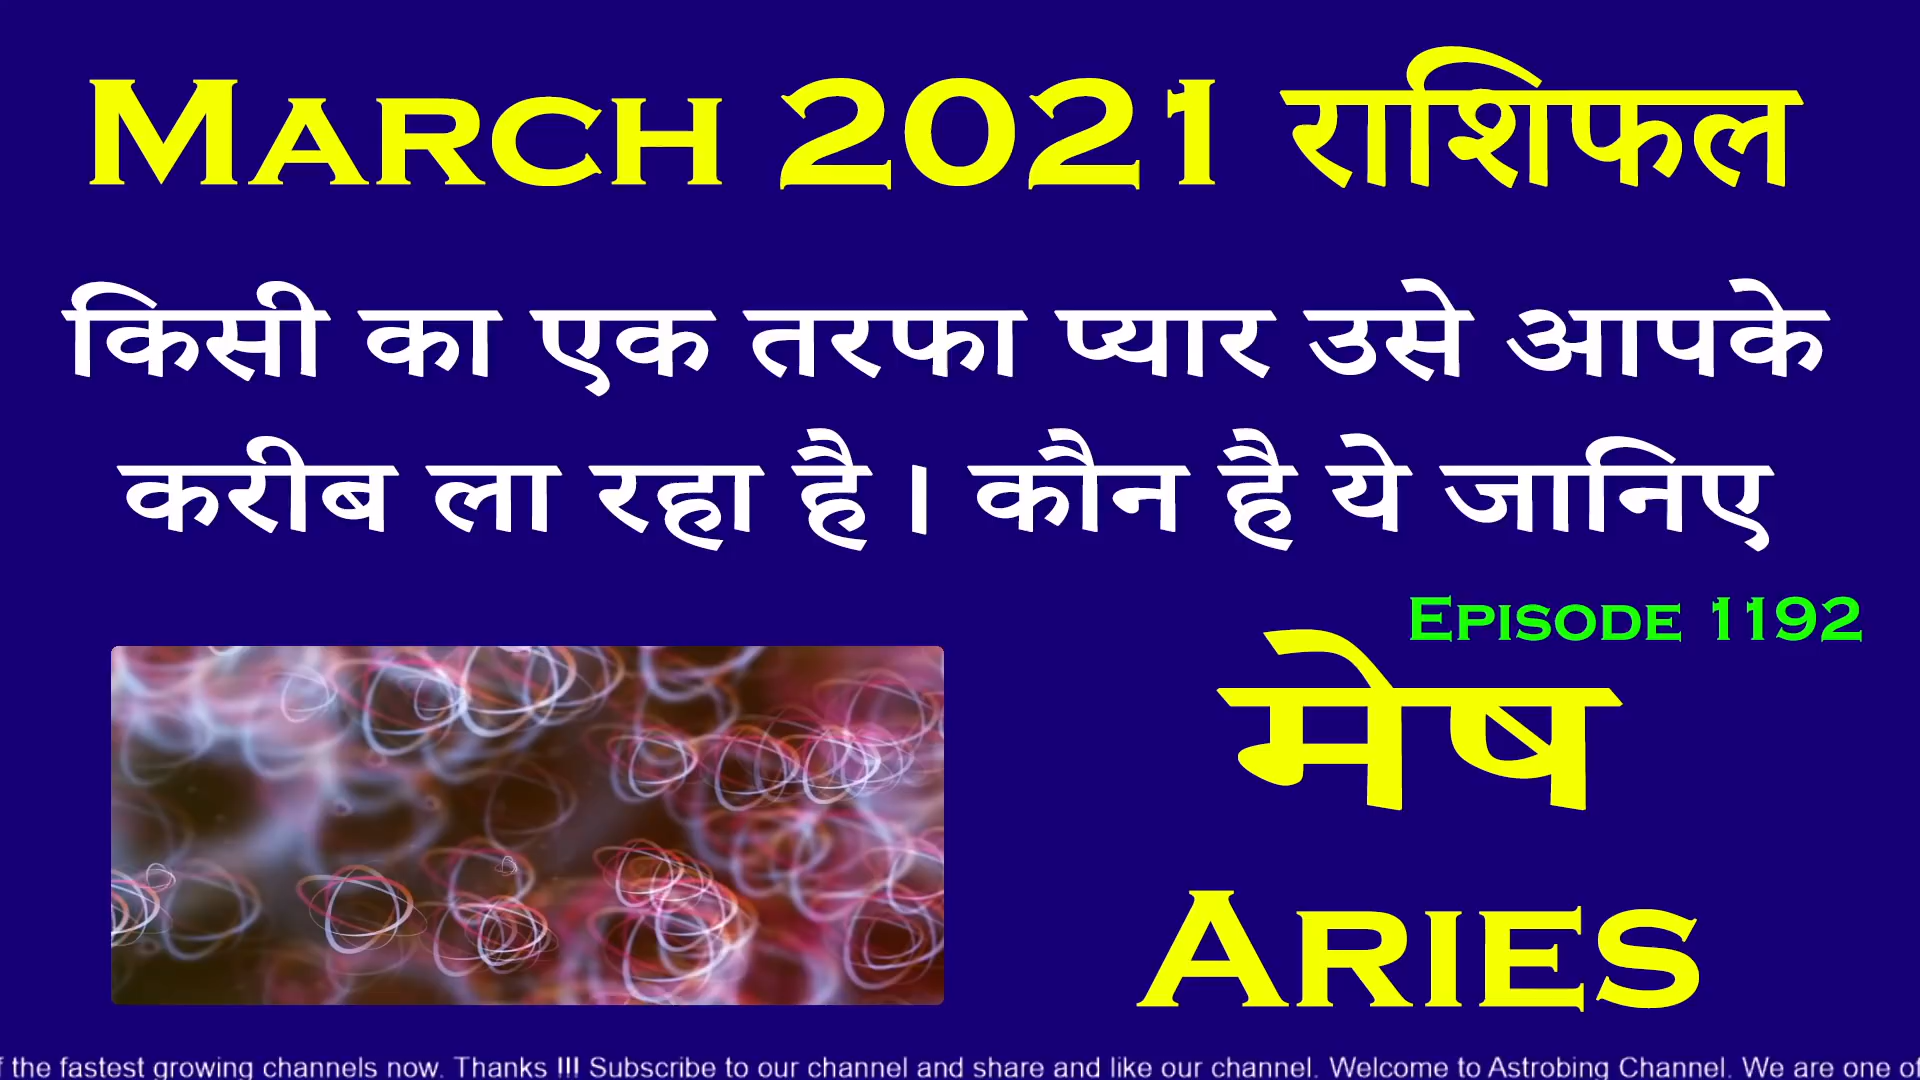 March 2021 राशिफल
किसी का एक तरफा प्यार उसे आपके
करीब ला रहा है । कौन है ये जानिए
Episode 1192
मेष
Aries
the fastest growing channels now. Thanks !!! Subscribe to our channel and share and like our channel. Welcome to Astrobing Channel. We are one of